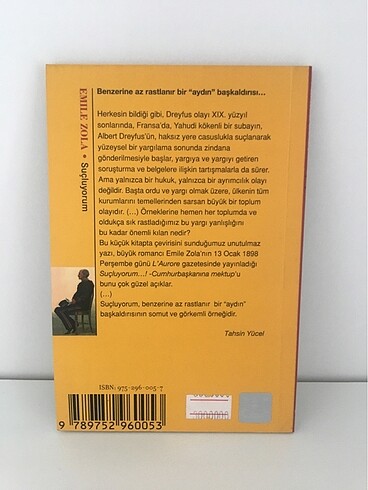 Benzerine az rastlanır bir "aydın" başkaldırısı...
EMILE ZOLA • Suçluyorum
Herkesin bildiği gibi, Dreyfus olayı XIX. yüzyıl
sonlarında, Fransa'da, Yahudi kökenli bir subayın,
Albert Dreyfus'ün, haksız yere casuslukla suçlanarak
yüzeysel bir yargılama sonunda zindana
gönderilmesiyle başlar, yargıya ve yargıyı getiren
soruşturma ve belgelere ilişkin tartışmalarla da sürer.
Ama yalnızca bir hukuk, yalnızca bir ayrımcılık olayı
değildir. Başta ordu ve yargı olmak üzere, ülkenin tüm
kurumlarını temellerinden sarsan büyük bir toplum
olayıdır. (...) Örneklerine hemen her toplumda ve
oldukça sık rastladığımız bu yargı yanlışlığını
bu kadar önemli kılan nedir?
Bu küçük kitapta çevirisini sunduğumuz unutulmaz
yazı, büyük romancı Emile Zola'nın 13 Ocak 1898
Perşembe günü L'Aurore gazetesinde yayınladığı
Suçluyorum...! -Cumhurbaşkanına mektup'u
bunu çok güzel açıklar.
(...)
Suçluyorum, benzerine az rastlanır bir "aydın"
başkaldırısının somut ve görkemli örneğidir.
Tahsin Yücel
ISBN: 975-296-005-7
9 789752 960053